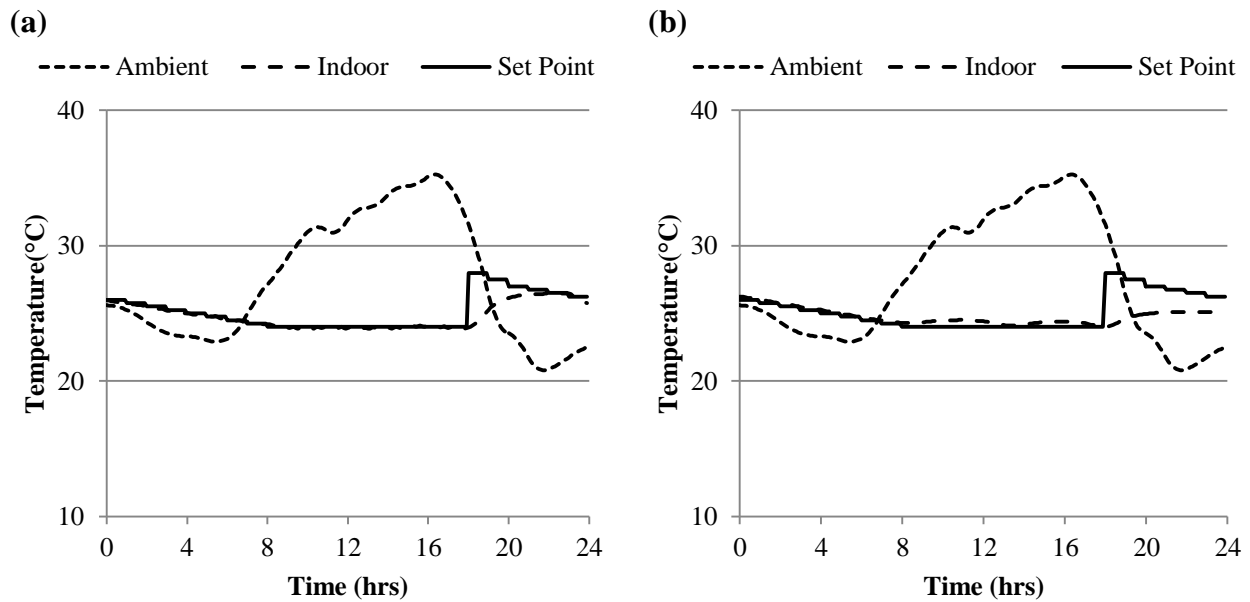 (a)
Ambient Indoor Set Point
40
30
20
10
Temperature(°C)
0 4 8 12 16 20 24
Time (hrs)
(b)
Ambient Indoor Set Point
40
30
20
10
Temperature(°C)
0 4 8 12 16 20 24
Time (hrs)